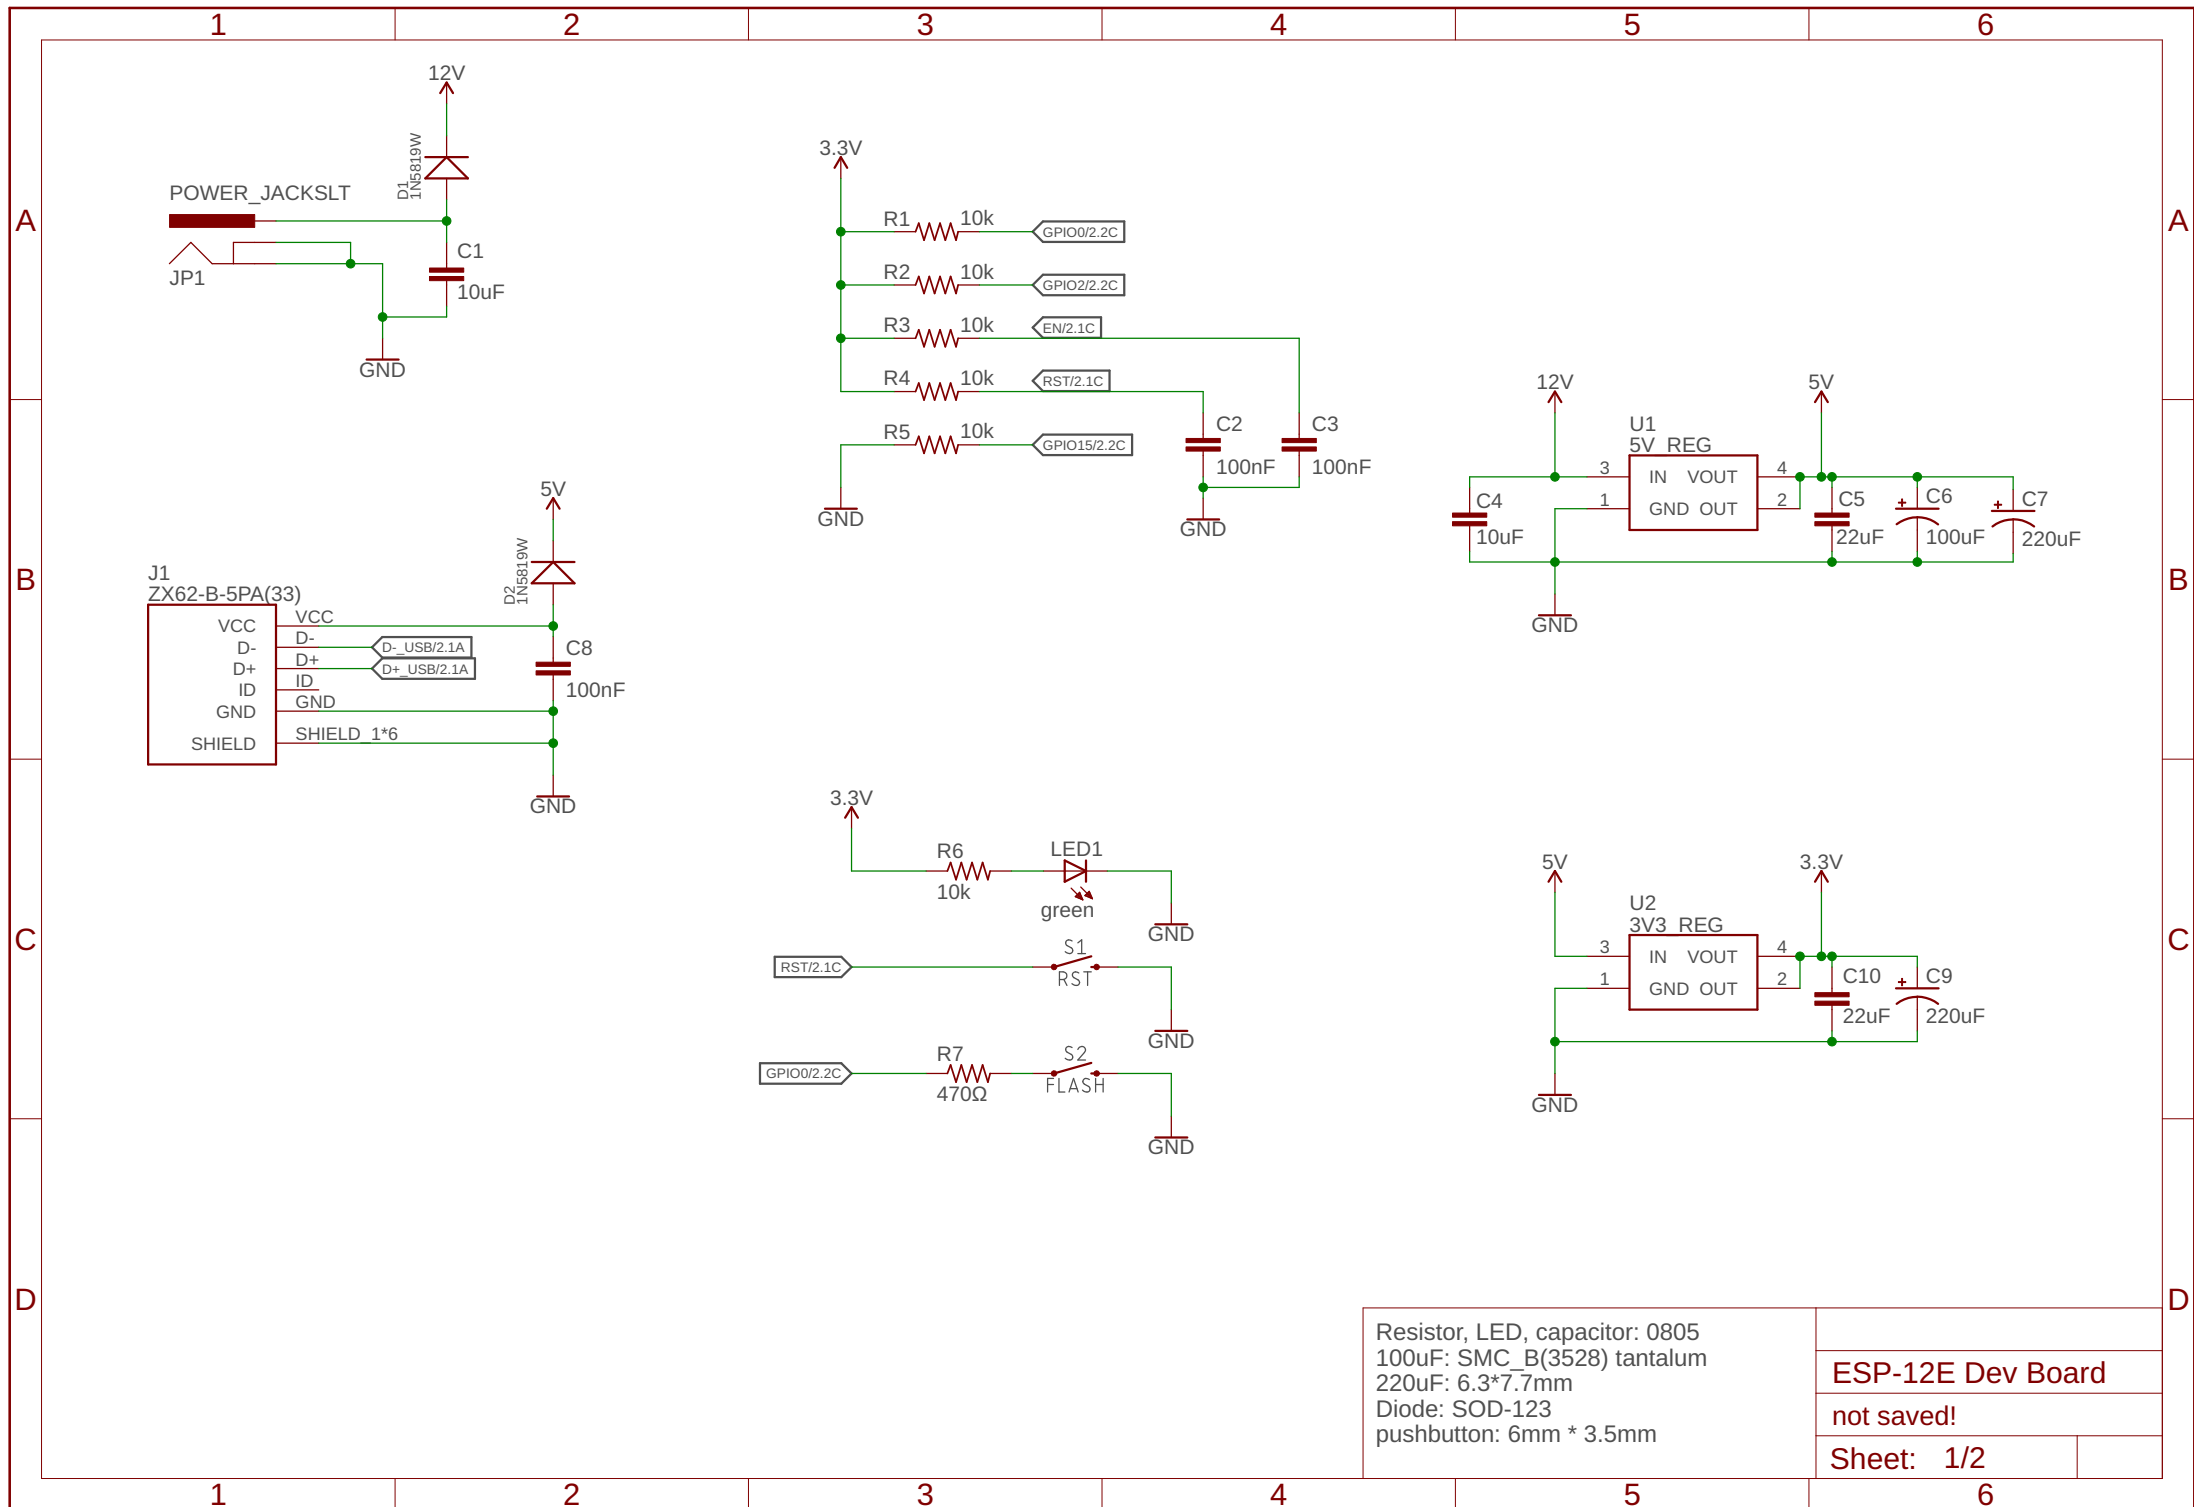 1 2 3 4 5 6
A A
B B
C C
D D
12V
D1
1N5819W
POWER_JACKSLT
JP1
C1
10uF
GND
3.3V
R1 10k GPIO0/2.2C
R2 10k GPIO2/2.2C
R3 10k EN/2.1C
R4 10k RST/2.1C
R5 10k GPIO15/2.2C
C2
100nF
C3
100nF
GND
GND
12V
5V
U1
5V_REG
3 IN VOUT 4
1 GND OUT 2
C4
10uF
C5
22uF
C6
100uF
C7
220uF
GND
5V
D2
1N5819W
J1
ZX62-B-5PA(33)
VCC VCC
D- D- D-_USB/2.1A
D+ D+ D+_USB/2.1A
ID ID
GND GND
SHIELD SHIELD_1*6
C8
100nF
GND
3.3V
R6
10k
LED1
green
GND
RST/2.1C
S1
RST
GND
GPIO0/2.2C
R7
470Ω
S2
FLASH
GND
5V
3.3V
U2
3V3_REG
3 IN VOUT 4
1 GND OUT 2
C10
22uF
C9
220uF
GND
Resistor, LED, capacitor: 0805
100uF: SMC_B(3528) tantalum
220uF: 6.3*7.7mm
Diode: SOD-123
pushbutton: 6mm * 3.5mm
ESP-12E Dev Board
not saved!
Sheet: 1/2
1 2 3 4 5 6